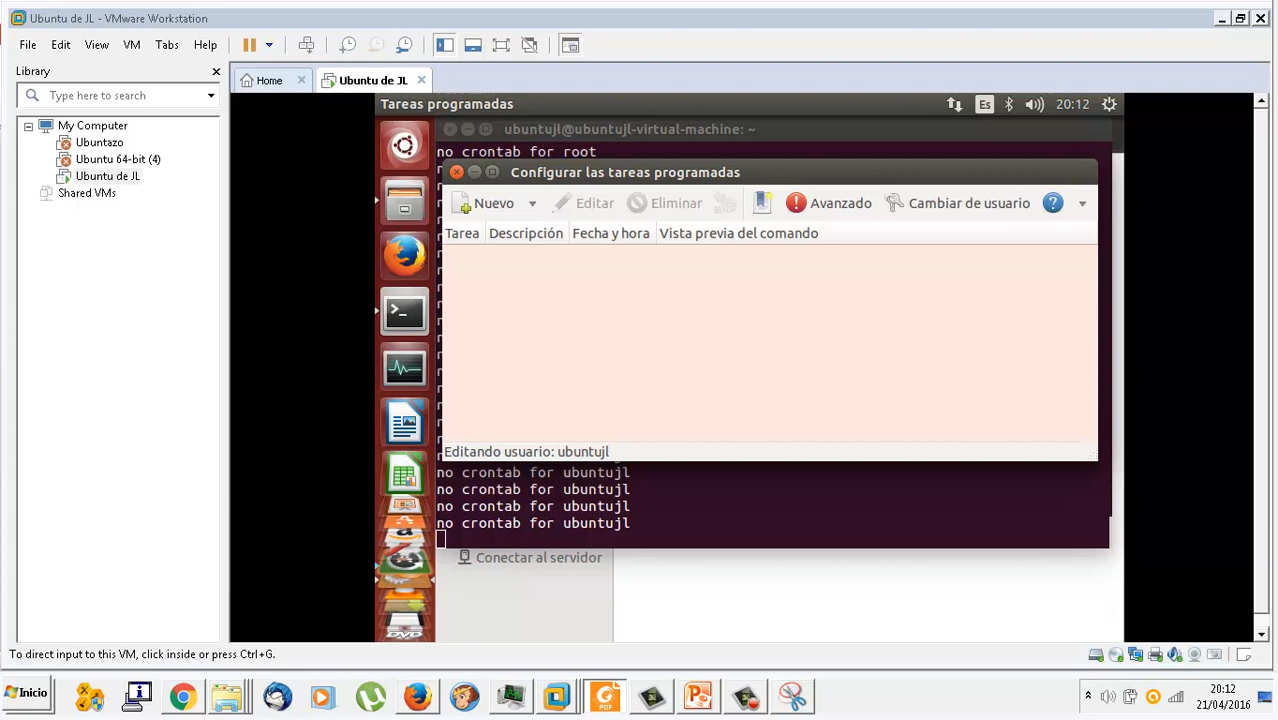 Ubuntu de JL - VMware Workstation
File Edit View VM Tabs Help
Library
Type here to search
My Computer
Ubuntazo
Ubuntu 64-bit (4)
Ubuntu de JL
Shared VMs
Home
Ubuntu de JL
Tareas programadas
Es
20:12
ubuntujl@ubuntujl-virtual-machine: ~
no crontab for root
Configurar las tareas programadas
Nuevo Editar Eliminar Avanzado Cambiar de usuario
Tarea Descripción Fecha y hora Vista previa del comando
Editando usuario: ubuntujl
no crontab for ubuntujl
no crontab for ubuntujl
no crontab for ubuntujl
no crontab for ubuntujl
Conectar al servidor
To direct input to this VM, click inside or press Ctrl+G.
Inicio
PDF
20:12
21/04/2016